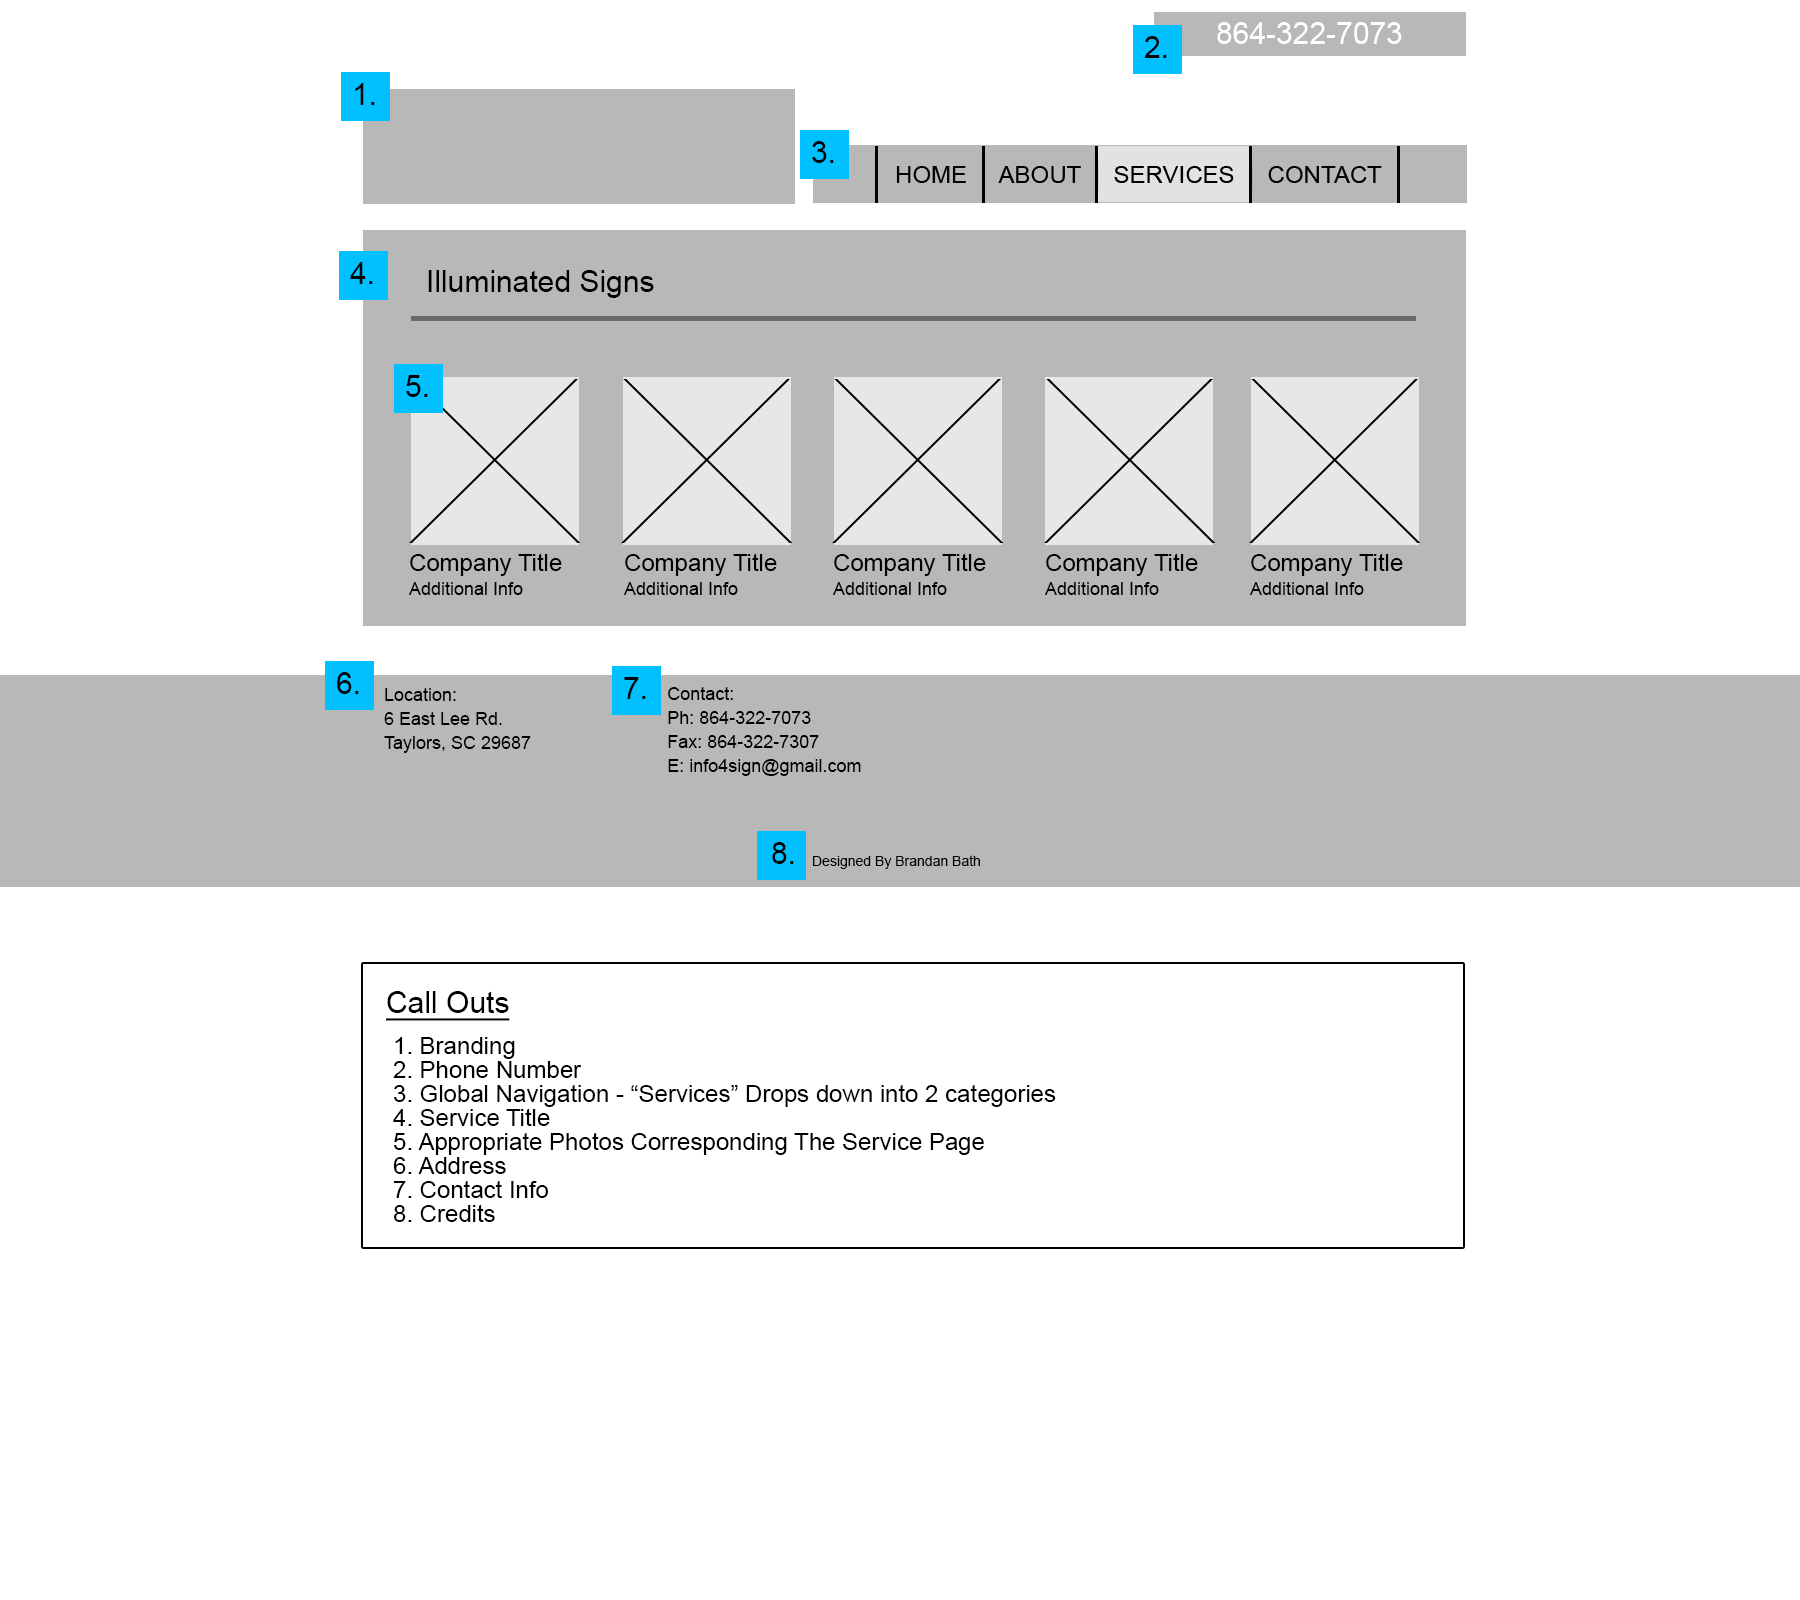 864-322-7073
2.
1.
3.
HOME ABOUT SERVICES CONTACT
4.
Illuminated Signs
5.
Company Title Company Title Company Title Company Title Company Title
Additional Info Additional Info Additional Info Additional Info Additional Info
6.
Location:
6 East Lee Rd.
Taylors, SC 29687
7.
Contact:
Ph: 864-322-7073
Fax: 864-322-7307
E: info4sign@gmail.com
8.
Designed By Brandan Bath
Call Outs
1. Branding
2. Phone Number
3. Global Navigation - “Services” Drops down into 2 categories
4. Service Title
5. Appropriate Photos Corresponding The Service Page
6. Address
7. Contact Info
8. Credits